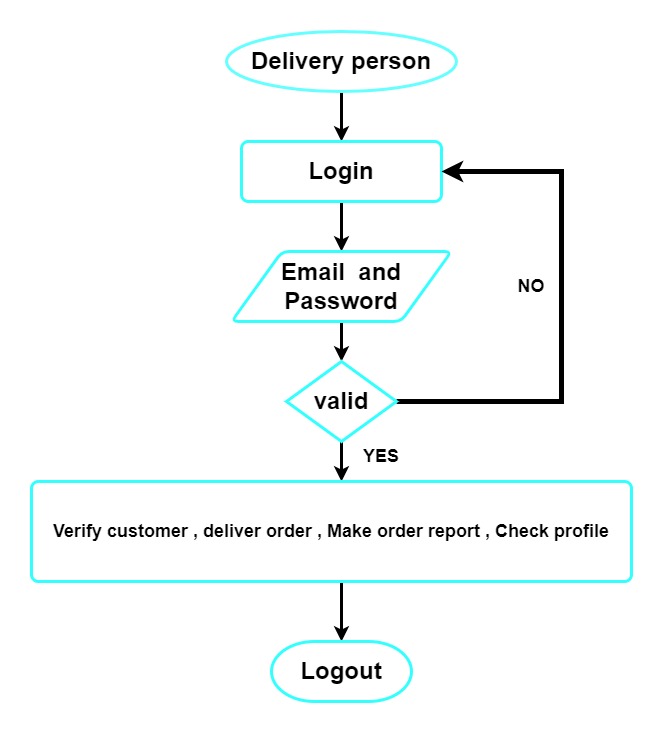 Delivery person
Login
Email and
Password
NO
valid
YES
Verify customer , deliver order , Make order report , Check profile
Logout